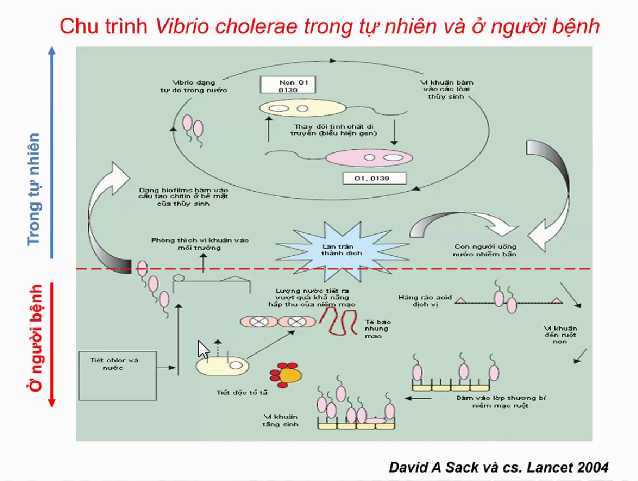 Chu trình Vibrio cholerae trong tự nhiên và ở người bệnh
Trong tự nhiên
Vibrio dạng
tự do trong nước
Non O1
O130
Vi khuẩn bám
vào các loài
thủy sinh
Thay đổi tính chất di
truyền (biểu hiện gen)
O1, O130
Dạng biofilms bám vào
cấu tạo chitin ở bề mặt
của thủy sinh
Phóng thích vi khuẩn vào
môi trường
Lan tràn
thành dịch
Con người uống
nước nhiễm bẩn
Ở người bệnh
Lượng nước tiết ra
vượt quá khả năng
hấp thu của niêm mạc
Tế bào
nhung
mao
Hàng rào acid
dịch vị
Vi khuẩn
đến ruột
non
Tiết chlor và
nước
Tiết độc tố tả
Vi khuẩn
tăng sinh
Bám vào lớp thượng bì
niêm mạc ruột
David A Sack và cs. Lancet 2004